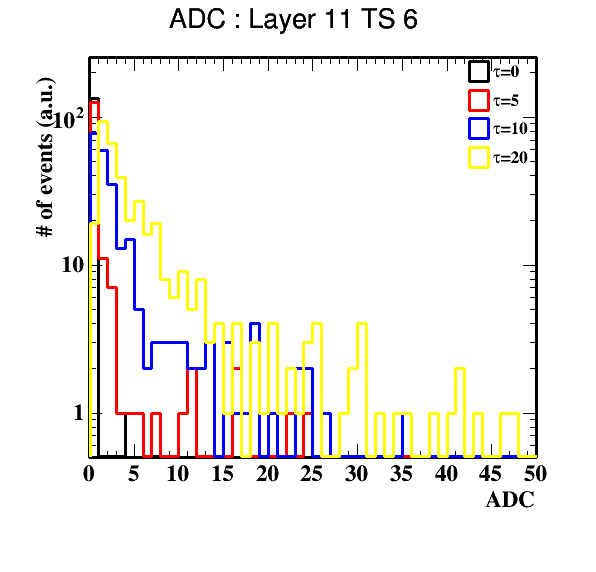 ADC : Layer 11 TS 6
# of events (a.u.)
10²
10
1
τ=0
τ=5
τ=10
τ=20
0 5 10 15 20 25 30 35 40 45 50
ADC